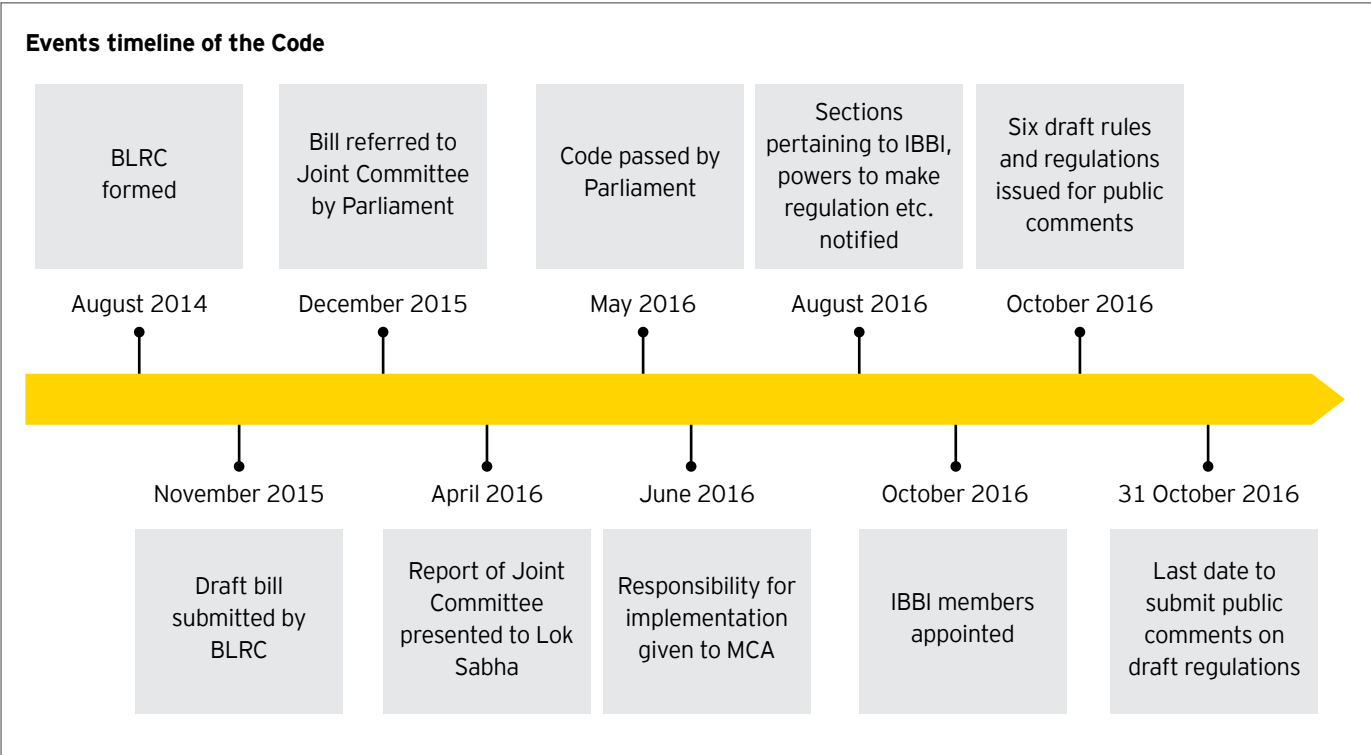 Events timeline of the Code
BLRC
formed
Bill referred to
Joint Committee
by Parliament
Code passed by
Parliament
Sections
pertaining to IBBI,
powers to make
regulation etc.
notified
Six draft rules
and regulations
issued for public
comments
August 2014
December 2015
May 2016
August 2016
October 2016
November 2015
April 2016
June 2016
October 2016
31 October 2016
Draft bill
submitted by
BLRC
Report of Joint
Committee
presented to Lok
Sabha
Responsibility for
implementation
given to MCA
IBBI members
appointed
Last date to
submit public
comments on
draft regulations